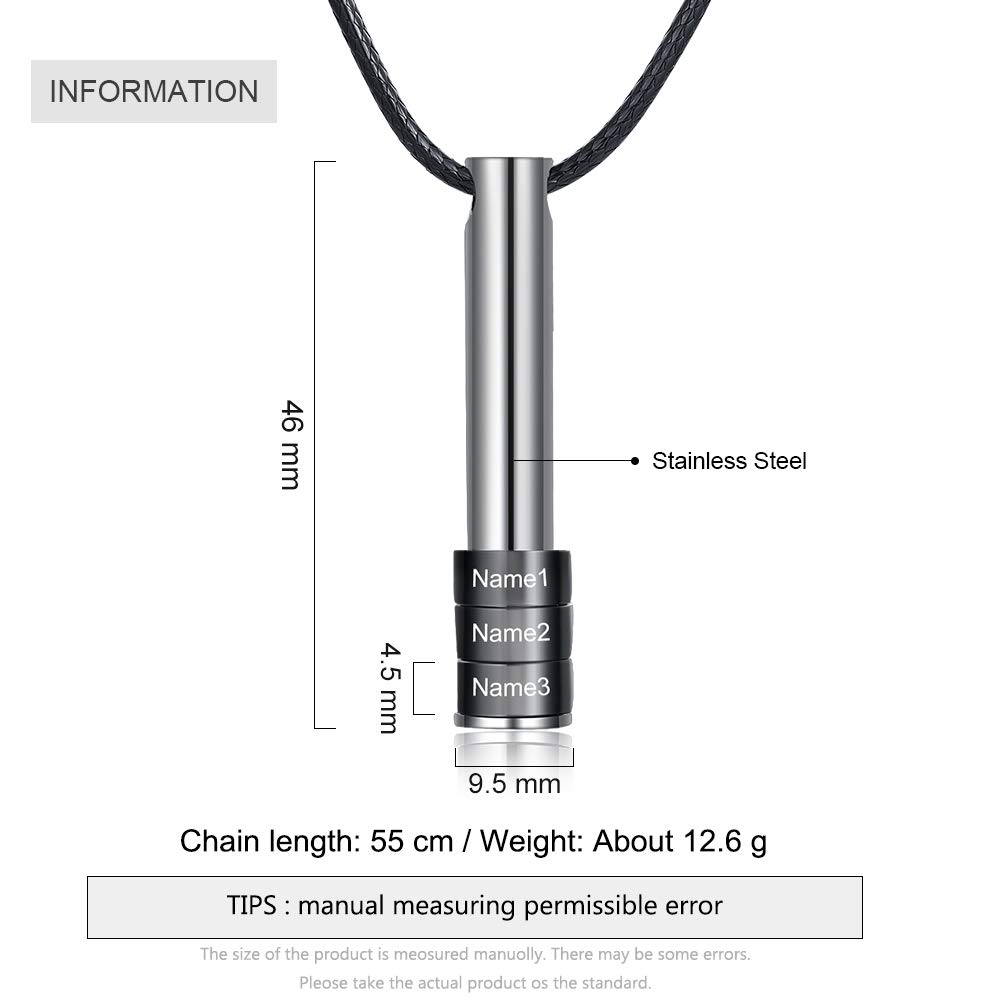 INFORMATION
46 mm
Stainless Steel
Name1
Name2
Name3
4.5 mm
9.5 mm
Chain length: 55 cm / Weight: About 12.6 g
TIPS : manual measuring permissible error
The size of the product is meosured manuolly. There may be some errors.
Please take the actual product os the standard.